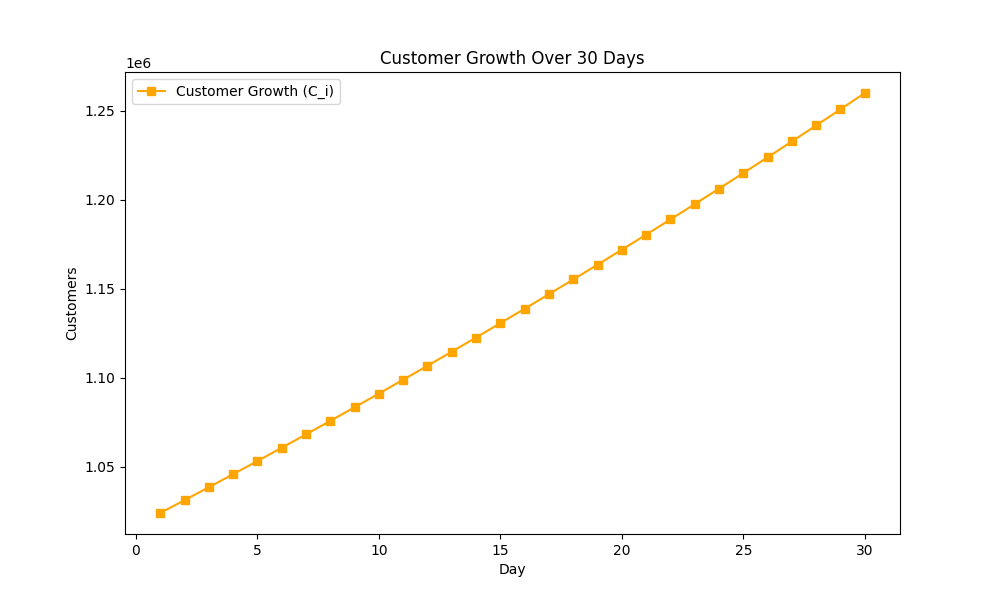 Customer Growth Over 30 Days
1e6
Customer Growth (C_i)
1.25
1.20
1.15
1.10
1.05
Customers
0 5 10 15 20 25 30
Day